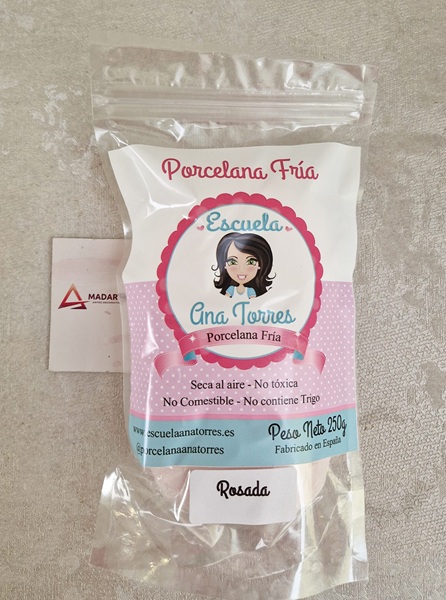 Porcelana Fría
Escuela
Ana Torres
Porcelana Fría
Seca al aire - No tóxica
No Comestible - No contiene Trigo
www.escuelaanatorres.es
@porcelanaanatorres
Peso Neto 250g
Fabricado en España
Rosada
MADAR